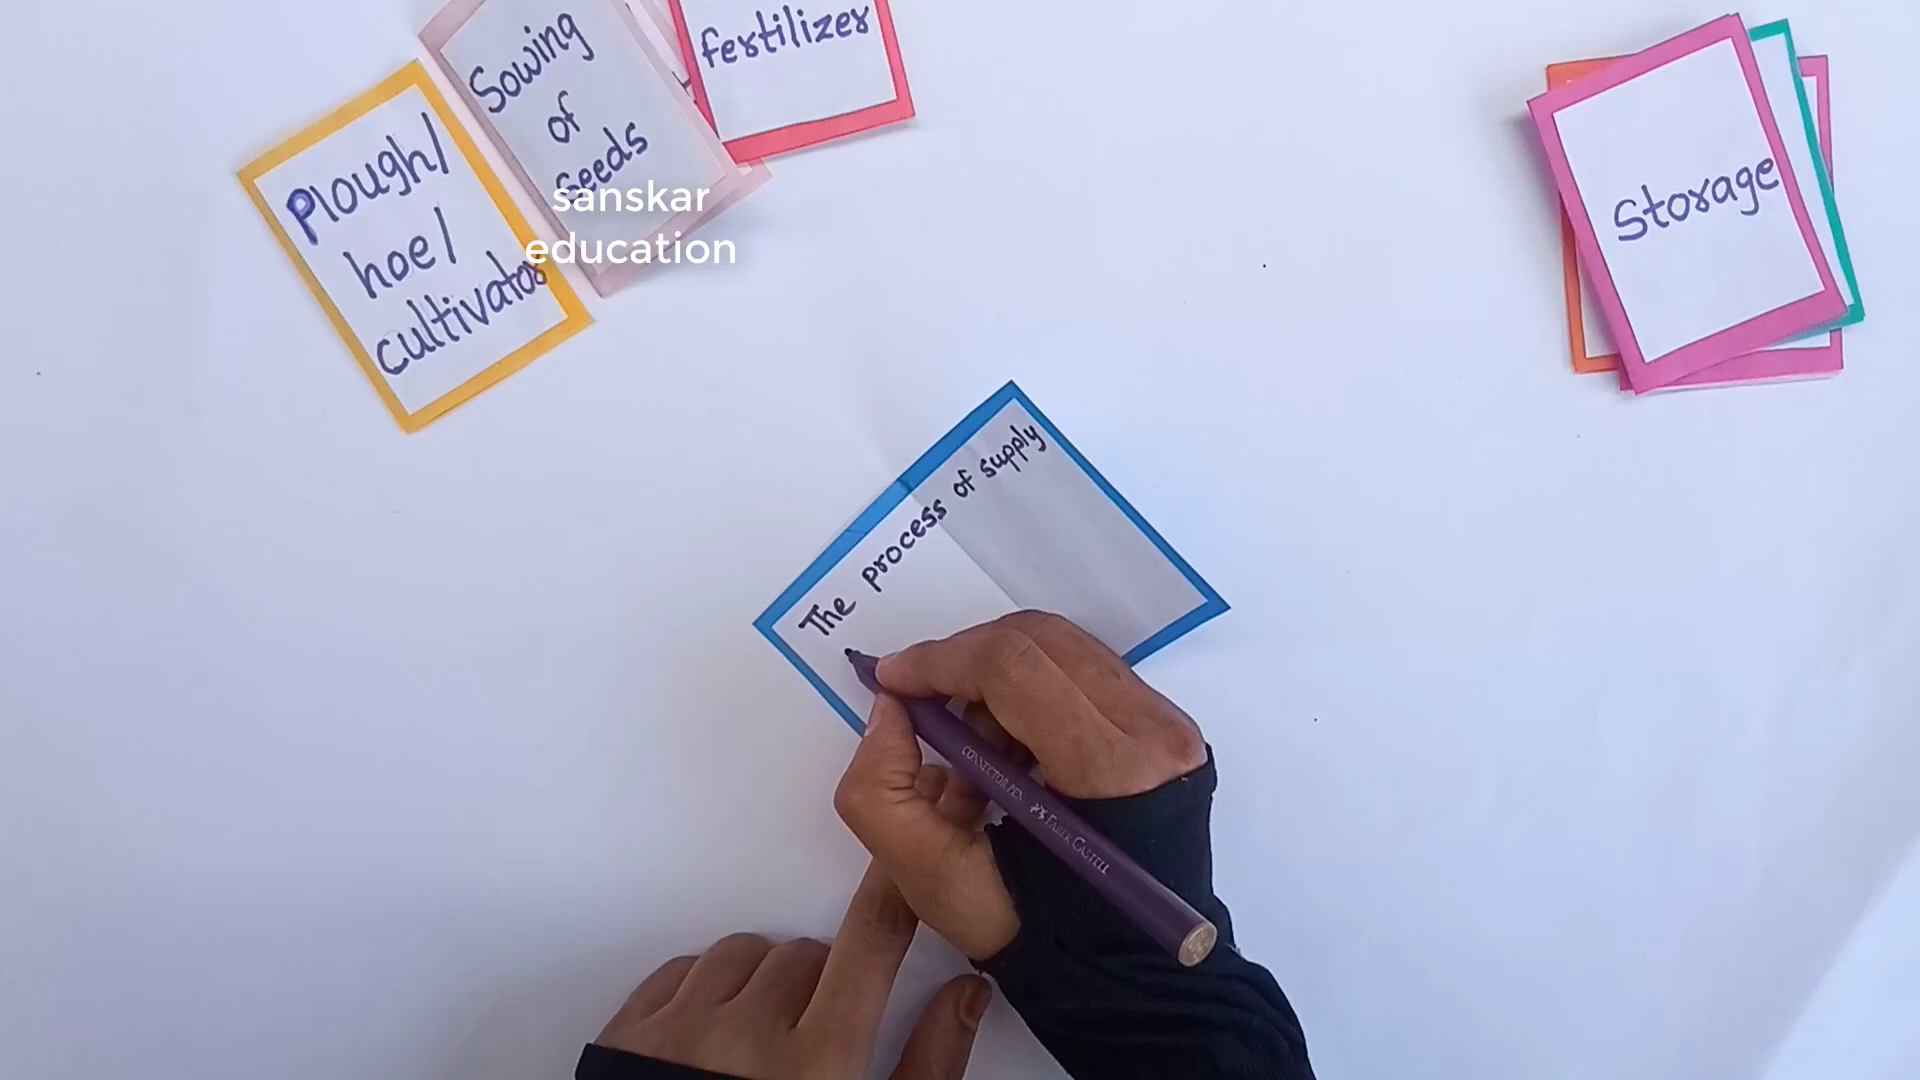 Plough/
hoe/
cultivator
Sowing
of
seeds
fertilizer
Storage
sanskar
education
The process of supply
CONNECTOR PEN FABER CASTELL